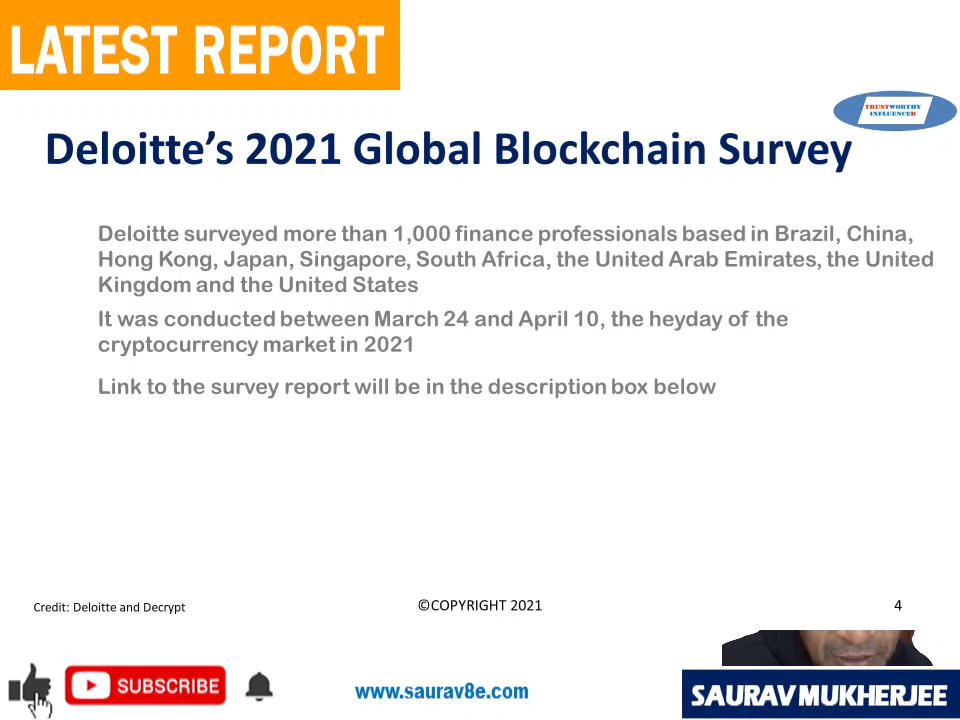 LATEST REPORT
TRUSTWORTHY
INFLUENCER
Deloitte’s 2021 Global Blockchain Survey
Deloitte surveyed more than 1,000 finance professionals based in Brazil, China,
Hong Kong, Japan, Singapore, South Africa, the United Arab Emirates, the United
Kingdom and the United States
It was conducted between March 24 and April 10, the heyday of the
cryptocurrency market in 2021
Link to the survey report will be in the description box below
Credit: Deloitte and Decrypt
©COPYRIGHT 2021
4
SUBSCRIBE
www.saurav8e.com
SAURAV MUKHERJEE